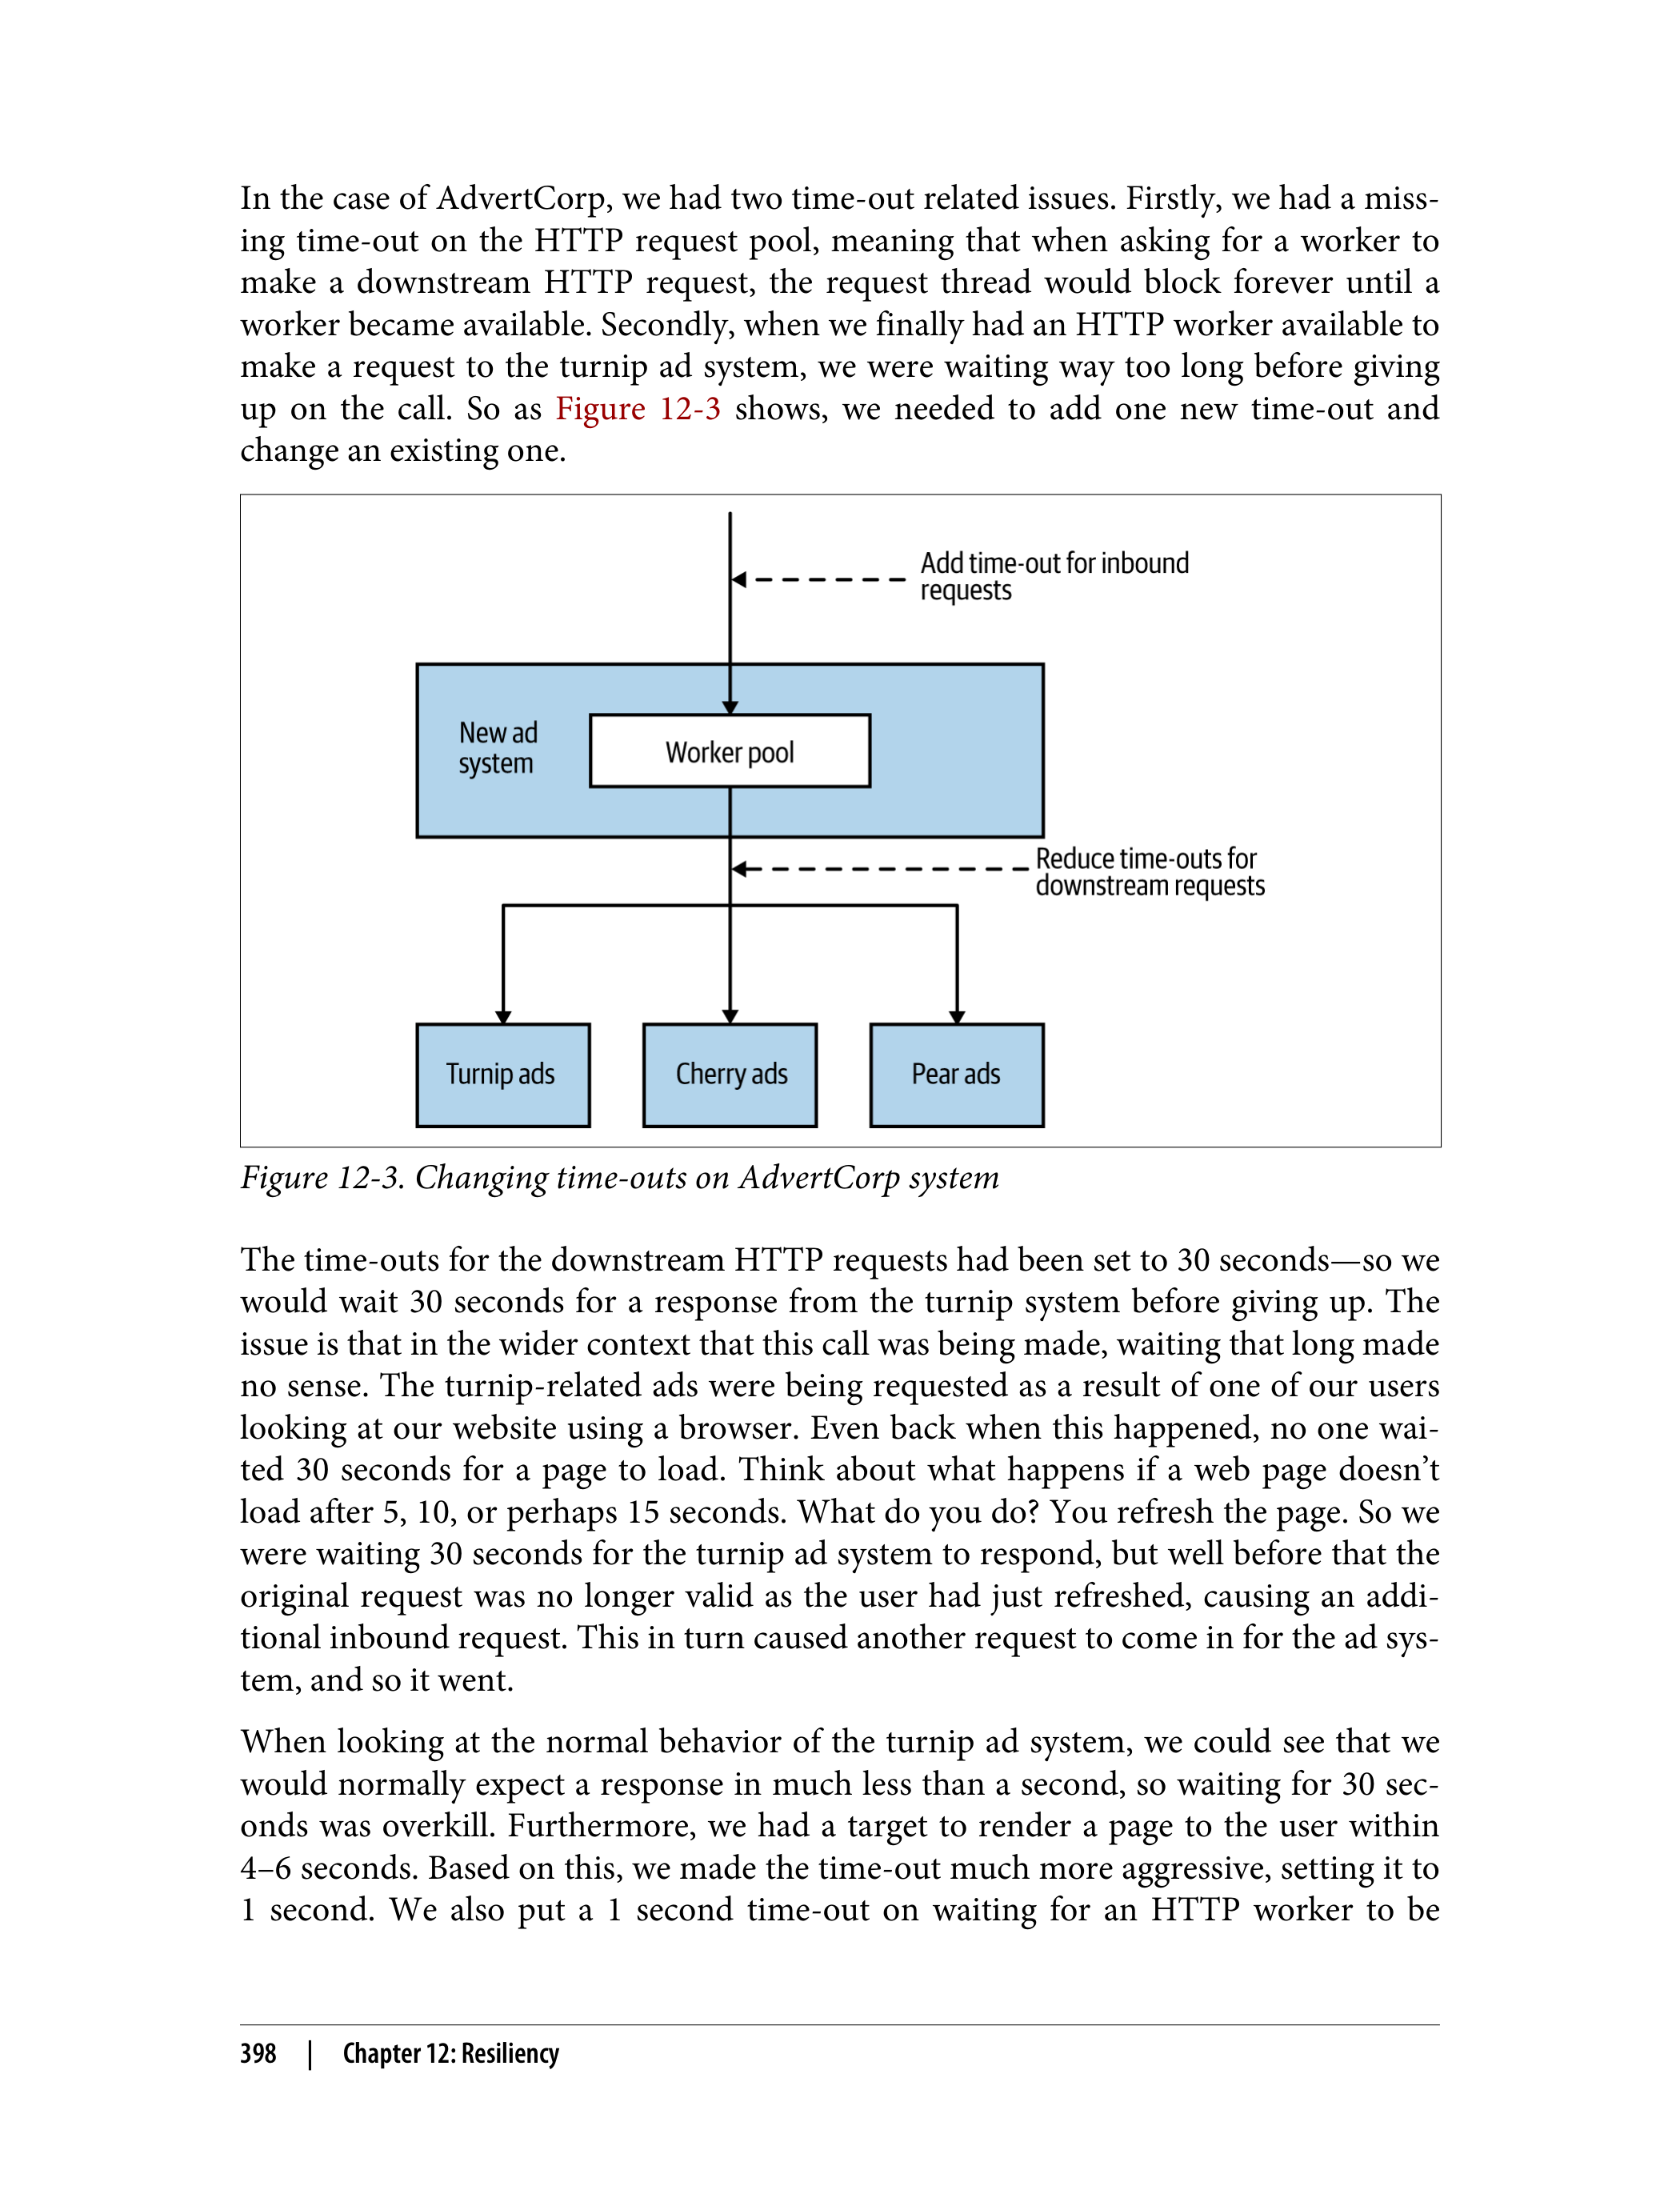 In the case of AdvertCorp, we had two time-out related issues. Firstly, we had a miss-
ing time-out on the HTTP request pool, meaning that when asking for a worker to
make a downstream HTTP request, the request thread would block forever until a
worker became available. Secondly, when we finally had an HTTP worker available to
make a request to the turnip ad system, we were waiting way too long before giving
up on the call. So as Figure 12-3 shows, we needed to add one new time-out and
change an existing one.
Add time-out for inbound
requests
New ad
system
Worker pool
Reduce time-outs for
downstream requests
Turnip ads
Cherry ads
Pear ads
Figure 12-3. Changing time-outs on AdvertCorp system
The time-outs for the downstream HTTP requests had been set to 30 seconds—so we
would wait 30 seconds for a response from the turnip system before giving up. The
issue is that in the wider context that this call was being made, waiting that long made
no sense. The turnip-related ads were being requested as a result of one of our users
looking at our website using a browser. Even back when this happened, no one wai-
ted 30 seconds for a page to load. Think about what happens if a web page doesn’t
load after 5, 10, or perhaps 15 seconds. What do you do? You refresh the page. So we
were waiting 30 seconds for the turnip ad system to respond, but well before that the
original request was no longer valid as the user had just refreshed, causing an addi-
tional inbound request. This in turn caused another request to come in for the ad sys-
tem, and so it went.
When looking at the normal behavior of the turnip ad system, we could see that we
would normally expect a response in much less than a second, so waiting for 30 sec-
onds was overkill. Furthermore, we had a target to render a page to the user within
4–6 seconds. Based on this, we made the time-out much more aggressive, setting it to
1 second. We also put a 1 second time-out on waiting for an HTTP worker to be
398 | Chapter 12: Resiliency